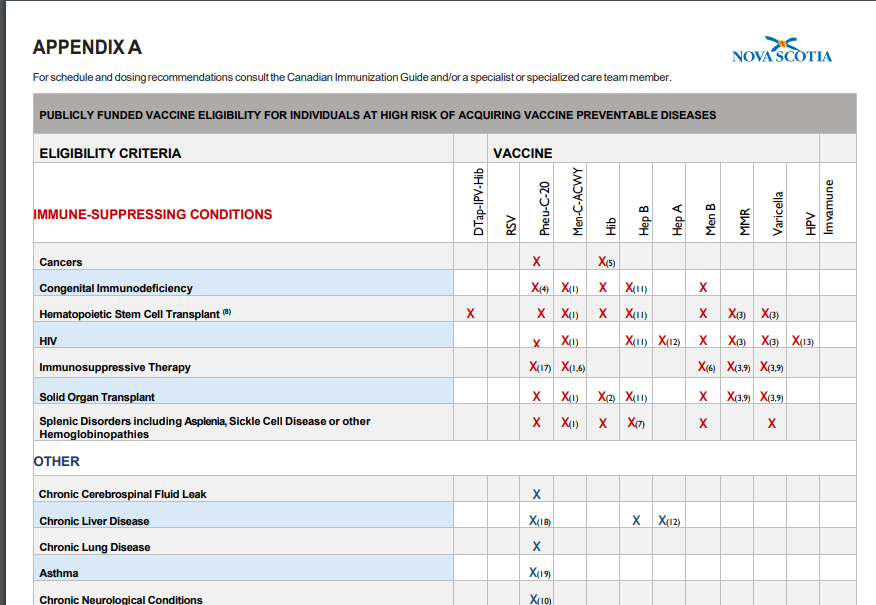 APPENDIX A
NOVA SCOTIA
For schedule and dosing recommendations consult the Canadian Immunization Guide and/or a specialist or specialized care team member.
PUBLICLY FUNDED VACCINE ELIGIBILITY FOR INDIVIDUALS AT HIGH RISK OF ACQUIRING VACCINE PREVENTABLE DISEASES
ELIGIBILITY CRITERIA VACCINE
IMMUNE-SUPPRESSING CONDITIONS DTap-IPV-Hib RSV Pneu-C-20 Men-C-ACWY Hib Hep B Hep A Men B MMR Varicella HPV Imvamune
Cancers X X(5)
Congenital Immunodeficiency X(4) X(1) X X(11) X
Hematopoietic Stem Cell Transplant (8) X X X(1) X X(11) X X(3) X(3)
HIV X X(1) X(11) X(12) X X(3) X(3) X(13)
Immunosuppressive Therapy X(17) X(1,6) X(6) X(3,9) X(3,9)
Solid Organ Transplant X X(1) X(2) X(11) X X(3,9) X(3,9)
Splenic Disorders including Asplenia, Sickle Cell Disease or other
Hemoglobinopathies X X(1) X X(7) X X
OTHER
Chronic Cerebrospinal Fluid Leak X
Chronic Liver Disease X(18) X X(12)
Chronic Lung Disease X
Asthma X(19)
Chronic Neurological Conditions X(10)